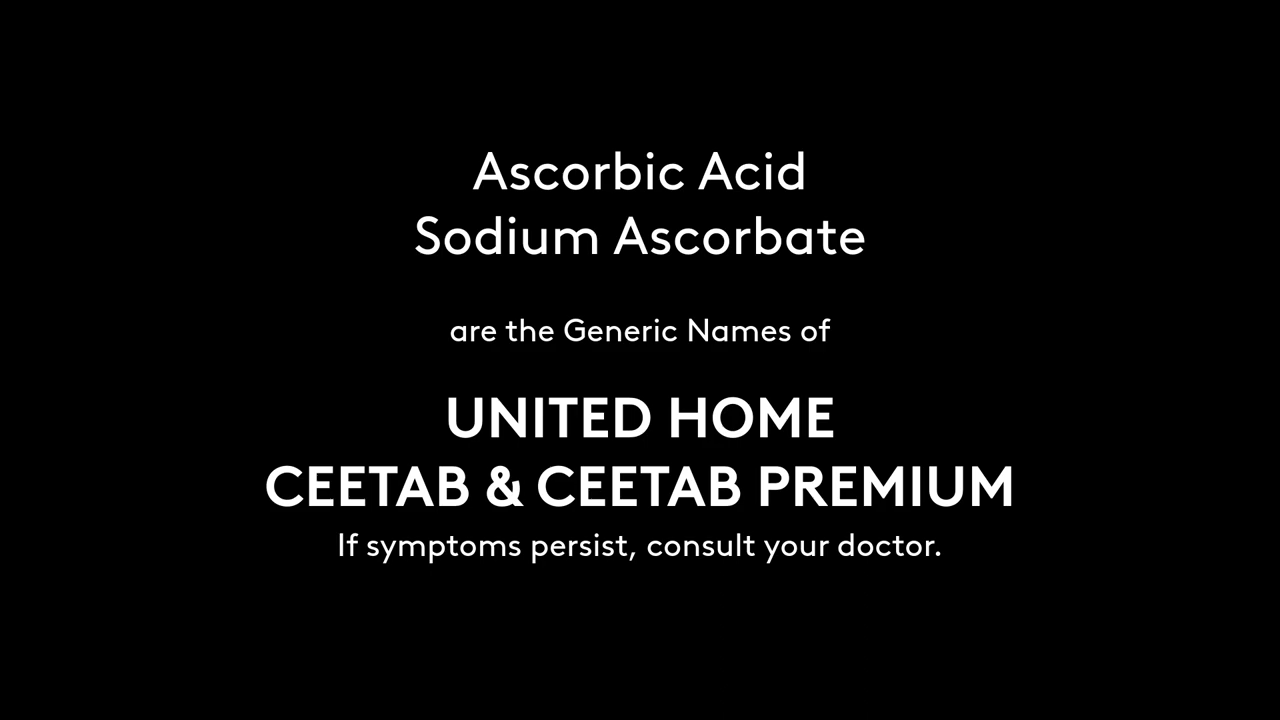 Ascorbic Acid
Sodium Ascorbate
are the Generic Names of
UNITED HOME
CEETAB & CEETAB PREMIUM
If symptoms persist, consult your doctor.